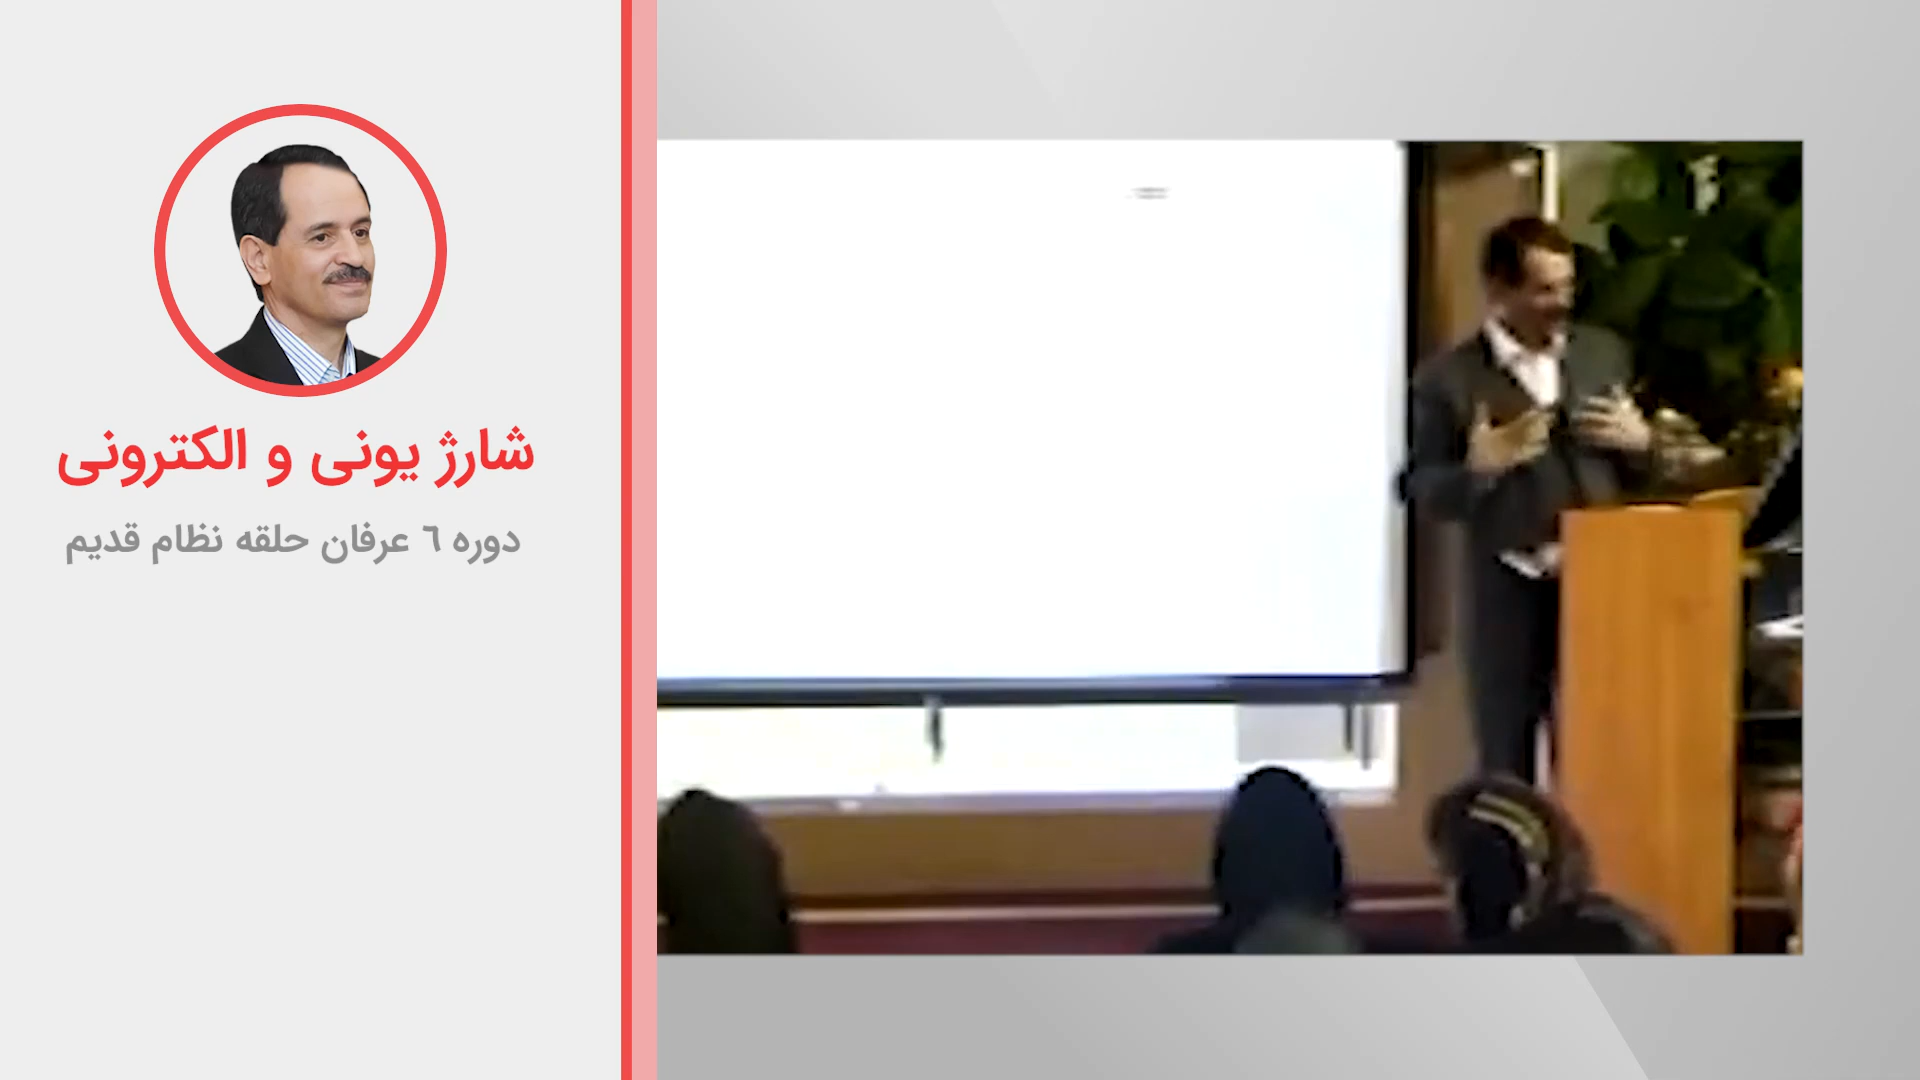 شارژ یونی و الکترونی
دوره ٦ عرفان حلقه نظام قدیم